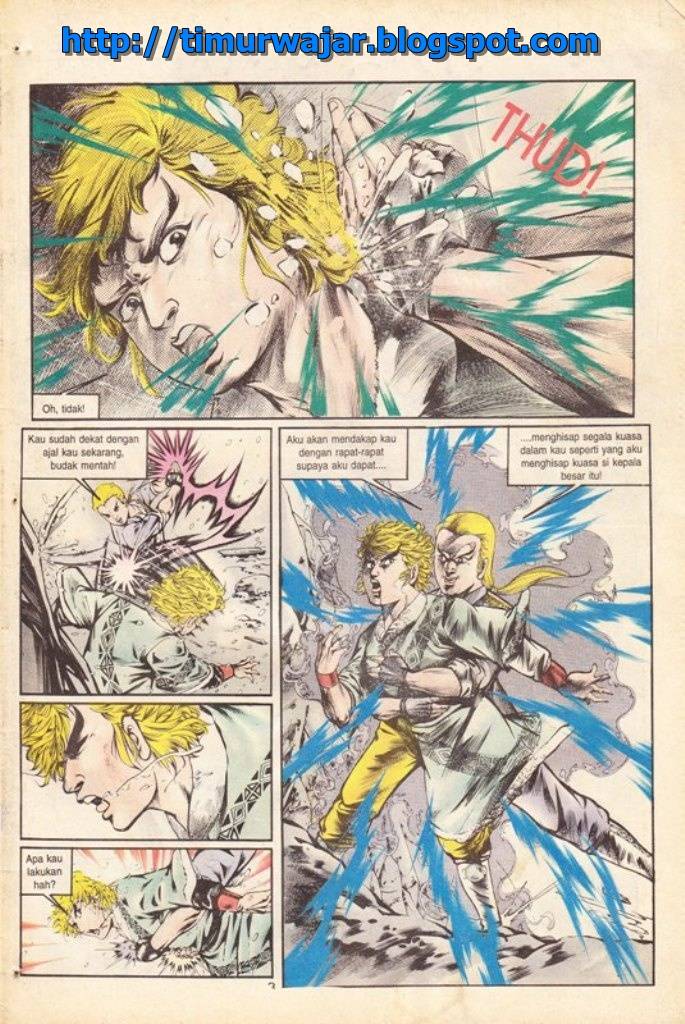 http://timurwajar.blogspot.com
THUD!
Oh, tidak!
Kau sudah dekat dengan
ajal kau sekarang,
budak mentah!
Apa kau
lakukan
hah?
Aku akan mendakap kau
dengan rapat-rapat
supaya aku dapat....
....menghisap segala kuasa
dalam kau seperti yang aku
menghisap kuasa si kepala
besar itu!
3